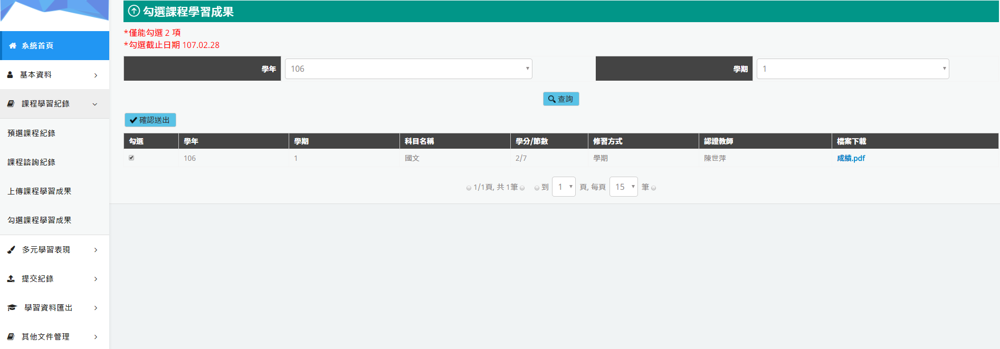 勾選課程學習成果
*僅能勾選 2 項
*勾選截止日期 107.02.28
學年 106 學期 1
查詢
確認送出
勾選 學年 學期 科目名稱 學分/節數 修習方式 認證教師 檔案下載
106 1 國文 2/7 學期 陳世萍 成績.pdf
1/1頁, 共 1筆 到 1 頁, 每頁 15 筆
系統首頁
基本資料
課程學習紀錄
預選課程紀錄
課程諮詢紀錄
上傳課程學習成果
勾選課程學習成果
多元學習表現
提交紀錄
學習資料匯出
其他文件管理